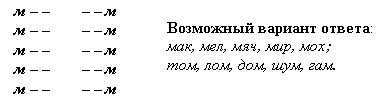 м – –   – – м
м – –   – – м
м – –   – – м
м – –   – – м
м – –   – – м
Возможный вариант ответа:
мак, мел, мяч, мир, мох;
том, лом, дом, шум, гам.